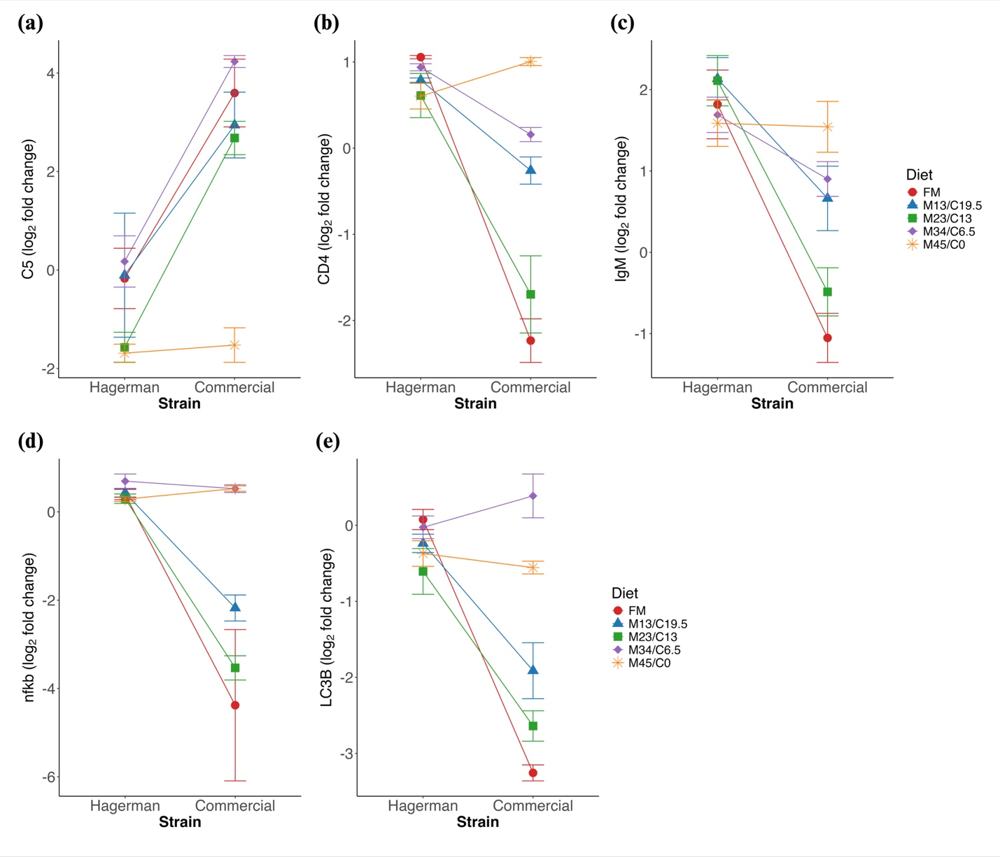 (a)
C5 (log2 fold change)
4
2
0
-2
Hagerman Commercial
Strain
(b)
CD4 (log2 fold change)
1
0
-1
-2
Hagerman Commercial
Strain
(c)
IgM (log2 fold change)
2
1
0
-1
Hagerman Commercial
Strain
Diet
FM
M13/C19.5
M23/C13
M34/C6.5
M45/C0
(d)
nfkb (log2 fold change)
0
-2
-4
-6
Hagerman Commercial
Strain
(e)
LC3B (log2 fold change)
0
-1
-2
-3
Hagerman Commercial
Strain
Diet
FM
M13/C19.5
M23/C13
M34/C6.5
M45/C0